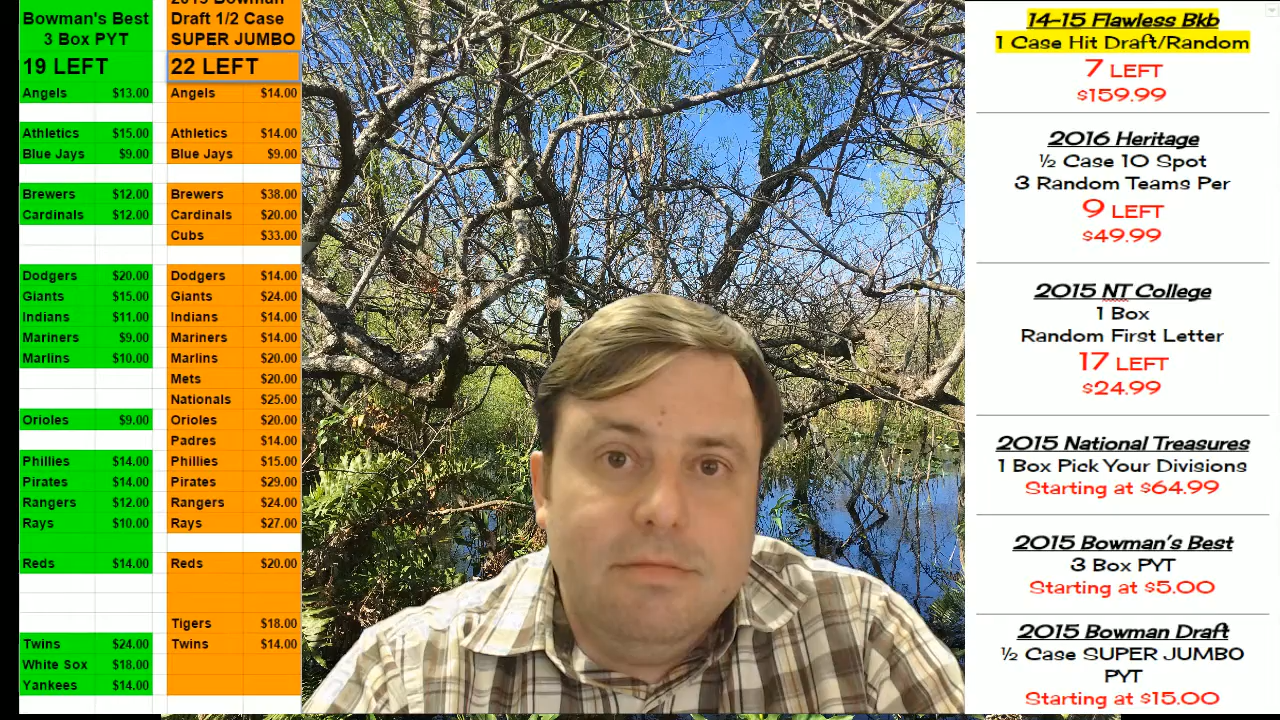 Bowman's Best
3 Box PYT
19 LEFT
Angels $13.00
Athletics $15.00
Blue Jays $9.00
Brewers $12.00
Cardinals $12.00
Dodgers $20.00
Giants $15.00
Indians $11.00
Mariners $9.00
Marlins $10.00
Orioles $9.00
Phillies $14.00
Pirates $14.00
Rangers $12.00
Rays $10.00
Reds $14.00
Twins $24.00
White Sox $18.00
Yankees $14.00
2015 Bowman
Draft 1/2 Case
SUPER JUMBO
22 LEFT
Angels $14.00
Athletics $14.00
Blue Jays $9.00
Brewers $38.00
Cardinals $20.00
Cubs $33.00
Dodgers $14.00
Giants $24.00
Indians $14.00
Mariners $14.00
Marlins $20.00
Mets $20.00
Nationals $25.00
Orioles $20.00
Padres $14.00
Phillies $15.00
Pirates $29.00
Rangers $24.00
Rays $27.00
Reds $20.00
Tigers $18.00
Twins $14.00
14-15 Flawless Bkb
1 Case Hit Draft/Random
7 LEFT
$159.99
2016 Heritage
½ Case 10 Spot
3 Random Teams Per
9 LEFT
$49.99
2015 NT College
1 Box
Random First Letter
17 LEFT
$24.99
2015 National Treasures
1 Box Pick Your Divisions
Starting at $64.99
2015 Bowman's Best
3 Box PYT
Starting at $5.00
2015 Bowman Draft
½ Case SUPER JUMBO
PYT
Starting at $15.00